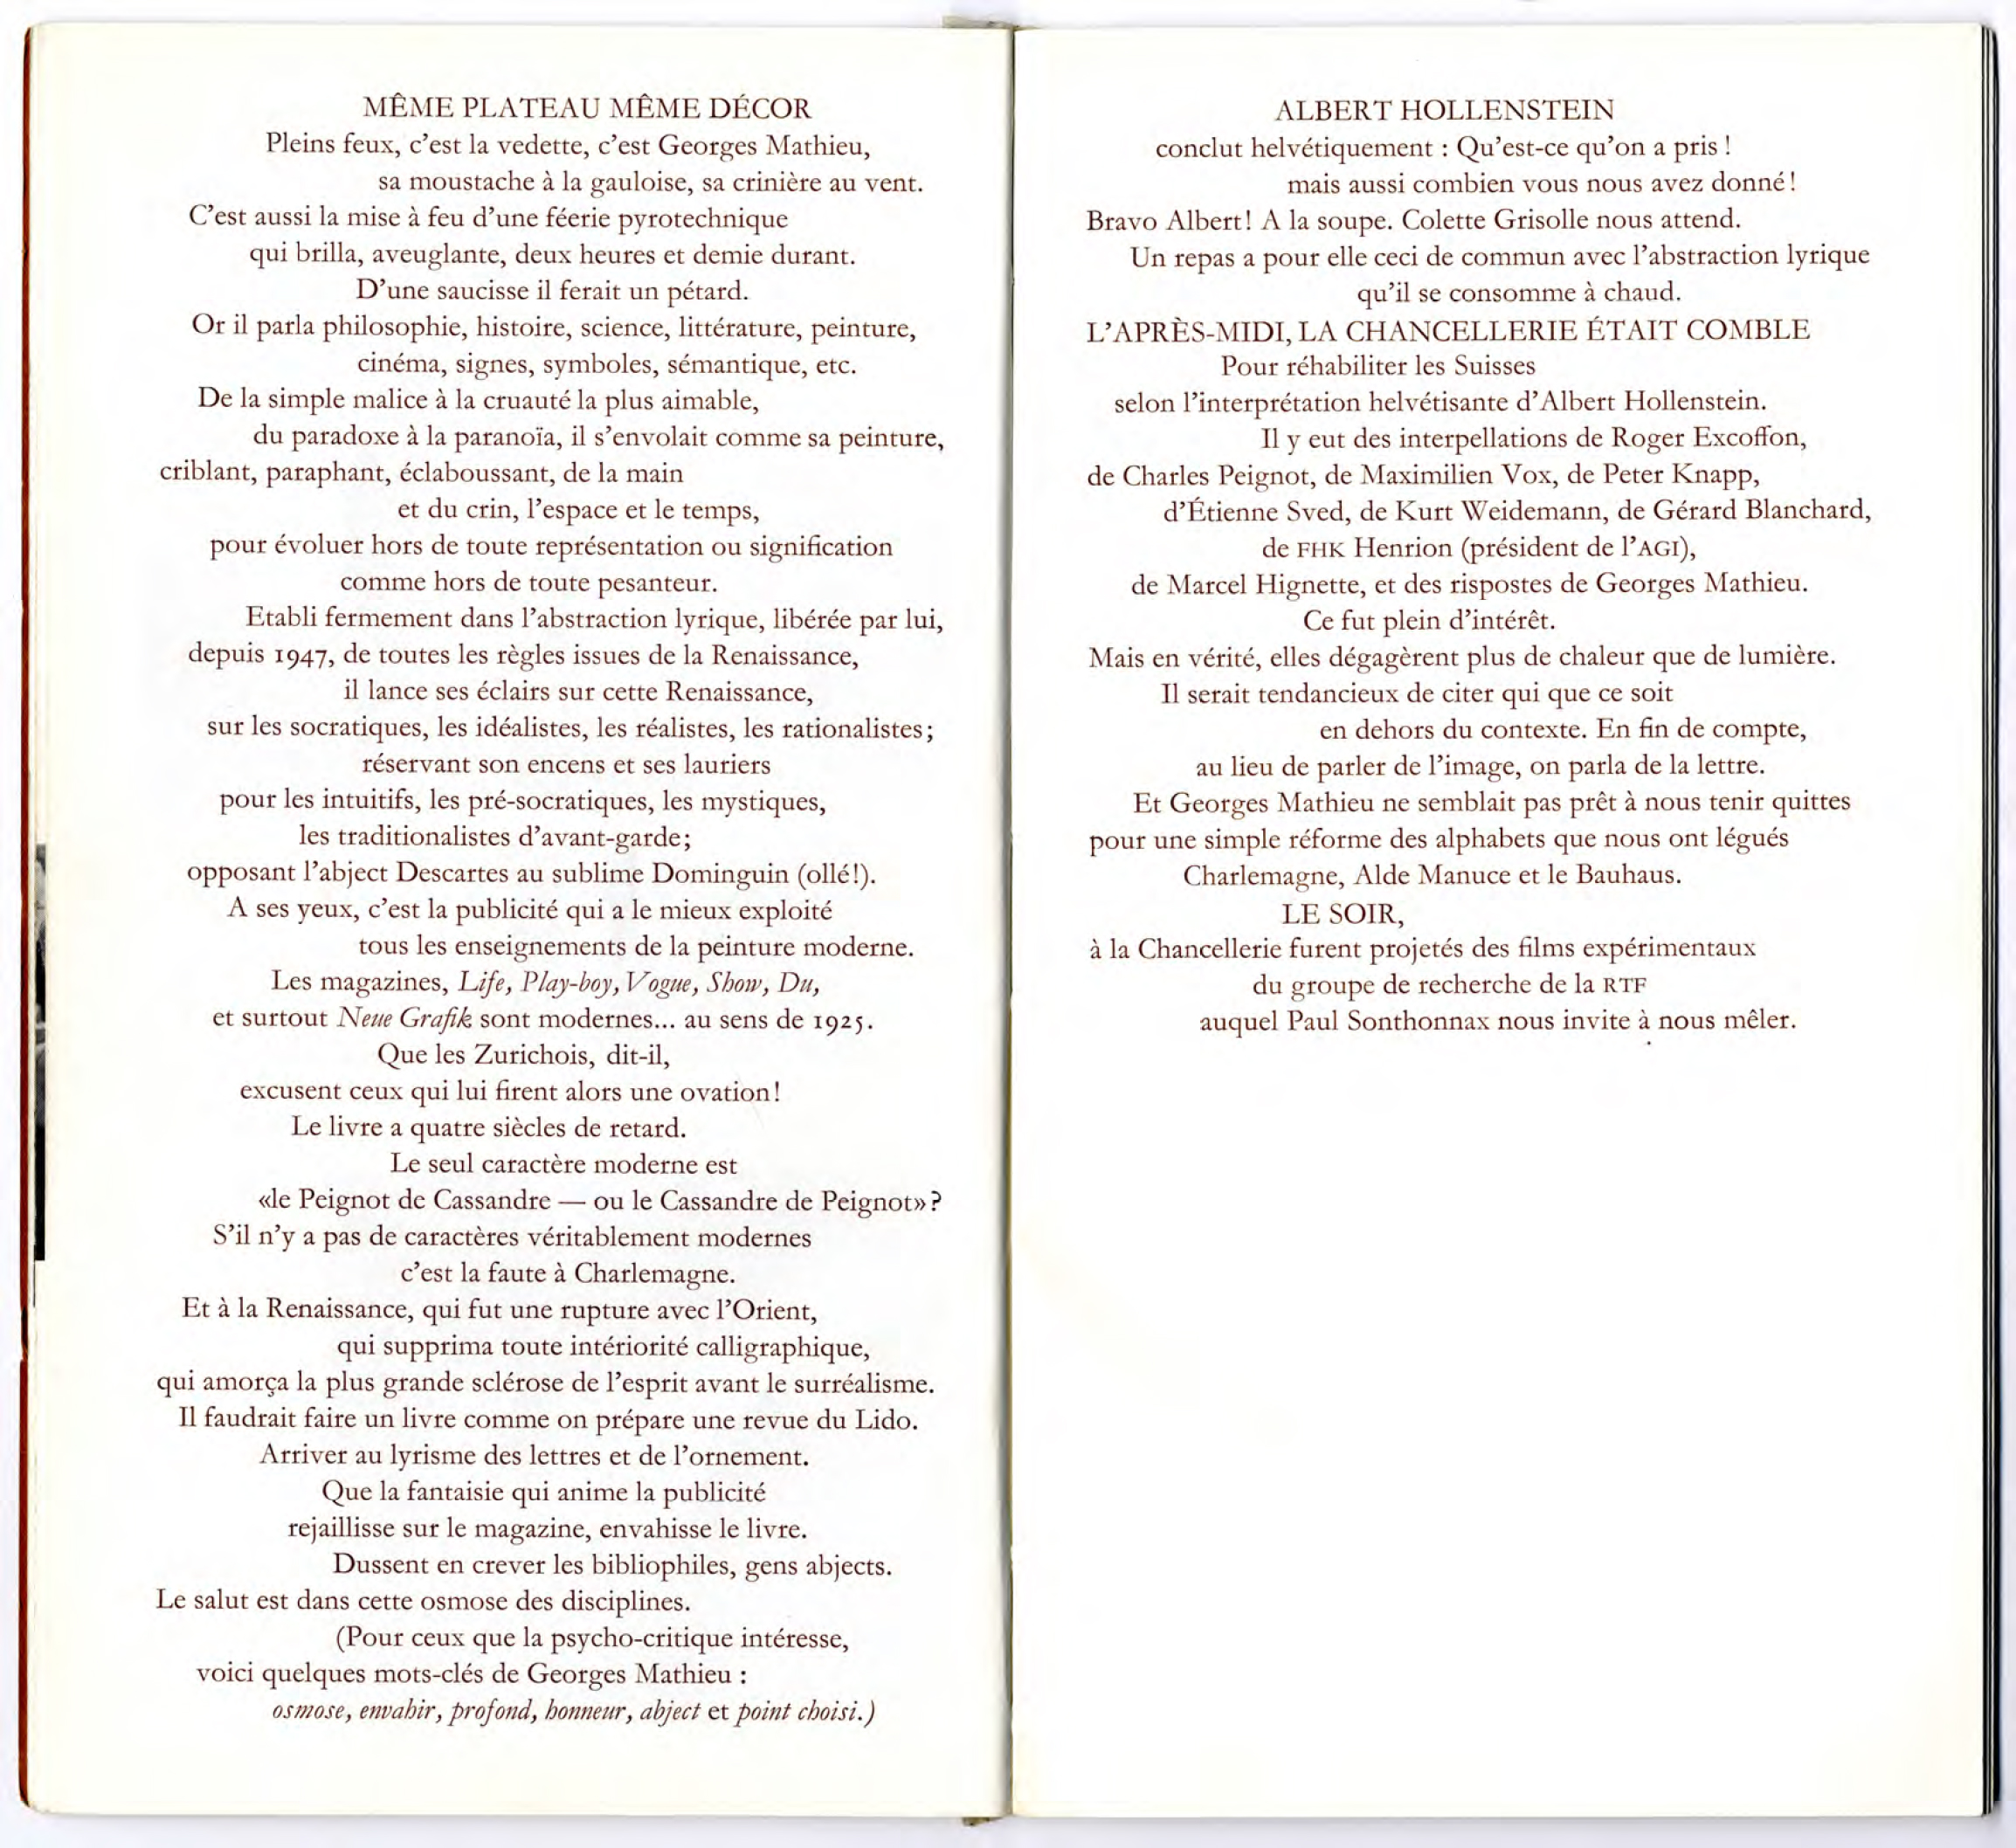 MÊME PLATEAU MÊME DÉCOR
Pleins feux, c’est la vedette, c’est Georges Mathieu,
sa moustache à la gauloise, sa crinière au vent.
C’est aussi la mise à feu d’une féerie pyrotechnique
qui brilla, aveuglante, deux heures et demie durant.
D’une saucisse il ferait un pétard.
Or il parla philosophie, histoire, science, littérature, peinture,
cinéma, signes, symboles, sémantique, etc.
De la simple malice à la cruauté la plus aimable,
du paradoxe à la paranoïa, il s’envolait comme sa peinture,
criblant, paraphant, éclaboussant, de la main
et du crin, l’espace et le temps,
pour évoluer hors de toute représentation ou signification
comme hors de toute pesanteur.
Etabli fermement dans l’abstraction lyrique, libérée par lui,
depuis 1947, de toutes les règles issues de la Renaissance,
il lance ses éclairs sur cette Renaissance,
sur les socratiques, les idéalistes, les réalistes, les rationalistes;
réservant son encens et ses lauriers
pour les intuitifs, les pré-socratiques, les mystiques,
les traditionalistes d’avant-garde;
opposant l’abject Descartes au sublime Dominguin (ollé!).
A ses yeux, c’est la publicité qui a le mieux exploité
tous les enseignements de la peinture moderne.
Les magazines, Life, Play-boy, Vogue, Show, Du,
et surtout Neue Grafik sont modernes... au sens de 1925.
Que les Zurichois, dit-il,
excusent ceux qui lui firent alors une ovation!
Le livre a quatre siècles de retard.
Le seul caractère moderne est
«le Peignot de Cassandre — ou le Cassandre de Peignot»?
S’il n’y a pas de caractères véritablement modernes
c’est la faute à Charlemagne.
Et à la Renaissance, qui fut une rupture avec l’Orient,
qui supprima toute intériorité calligraphique,
qui amorça la plus grande sclérose de l’esprit avant le surréalisme.
Il faudrait faire un livre comme on prépare une revue du Lido.
Arriver au lyrisme des lettres et de l’ornement.
Que la fantaisie qui anime la publicité
rejaillisse sur le magazine, envahisse le livre.
Dussent en crever les bibliophiles, gens abjects.
Le salut est dans cette osmose des disciplines.
(Pour ceux que la psycho-critique intéresse,
voici quelques mots-clés de Georges Mathieu :
osmose, envahir, profond, honneur, abject et point choisi.)
ALBERT HOLLENSTEIN
conclut helvétiquement : Qu’est-ce qu’on a pris !
mais aussi combien vous nous avez donné!
Bravo Albert! A la soupe. Colette Grisolle nous attend.
Un repas a pour elle ceci de commun avec l’abstraction lyrique
qu’il se consomme à chaud.
L’APRÈS-MIDI, LA CHANCELLERIE ÉTAIT COMBLE
Pour réhabiliter les Suisses
selon l’interprétation helvétisante d’Albert Hollenstein.
Il y eut des interpellations de Roger Excoffon,
de Charles Peignot, de Maximilien Vox, de Peter Knapp,
d’Étienne Sved, de Kurt Weidemann, de Gérard Blanchard,
de FHK Henrion (président de l’AGI),
de Marcel Hignette, et des rispostes de Georges Mathieu.
Ce fut plein d’intérêt.
Mais en vérité, elles dégagèrent plus de chaleur que de lumière.
Il serait tendancieux de citer qui que ce soit
en dehors du contexte. En fin de compte,
au lieu de parler de l’image, on parla de la lettre.
Et Georges Mathieu ne semblait pas prêt à nous tenir quittes
pour une simple réforme des alphabets que nous ont légués
Charlemagne, Alde Manuce et le Bauhaus.
LE SOIR,
à la Chancellerie furent projetés des films expérimentaux
du groupe de recherche de la RTF
auquel Paul Sonthonnax nous invite à nous mêler.